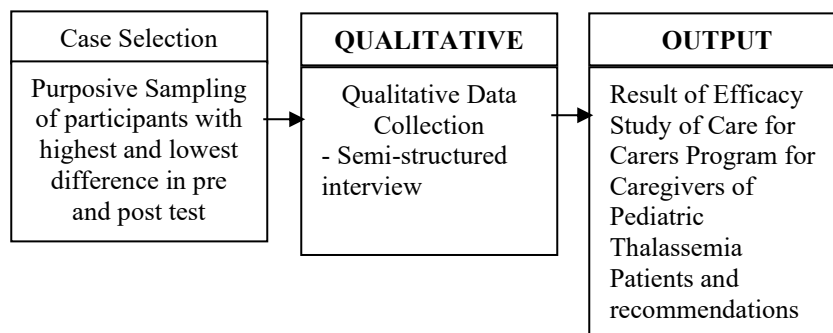 Case Selection
Purposive Sampling
of participants with
highest and lowest
difference in pre
and post test
QUALITATIVE
Qualitative Data
Collection
- Semi-structured
interview
OUTPUT
Result of Efficacy
Study of Care for
Carers Program for
Caregivers of
Pediatric
Thalassemia
Patients and
recommendations